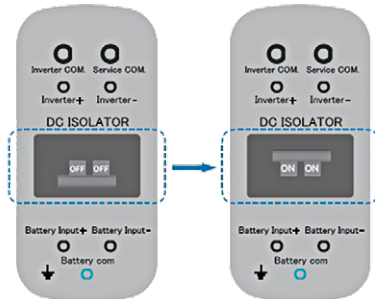 Inverter COM. Service COM.
Inverter+ Inverter-
DC ISOLATOR
OFF OFF
Battery Input+ Battery Input-
Battery com
Inverter COM. Service COM.
Inverter+ Inverter-
DC ISOLATOR
ON ON
Battery Input+ Battery Input-
Battery com